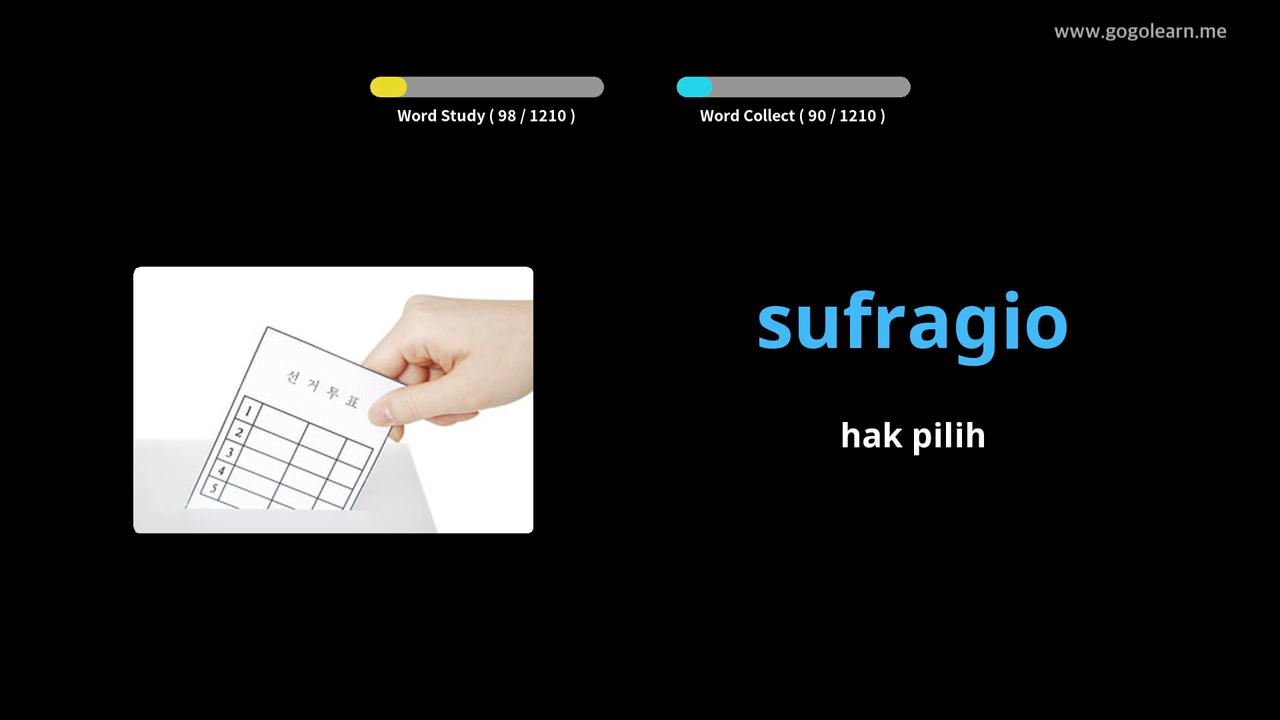 www.gogolearn.me
Word Study ( 98 / 1210 )
Word Collect ( 90 / 1210 )
선거투표
1
2
3
4
5
sufragio
hak pilih